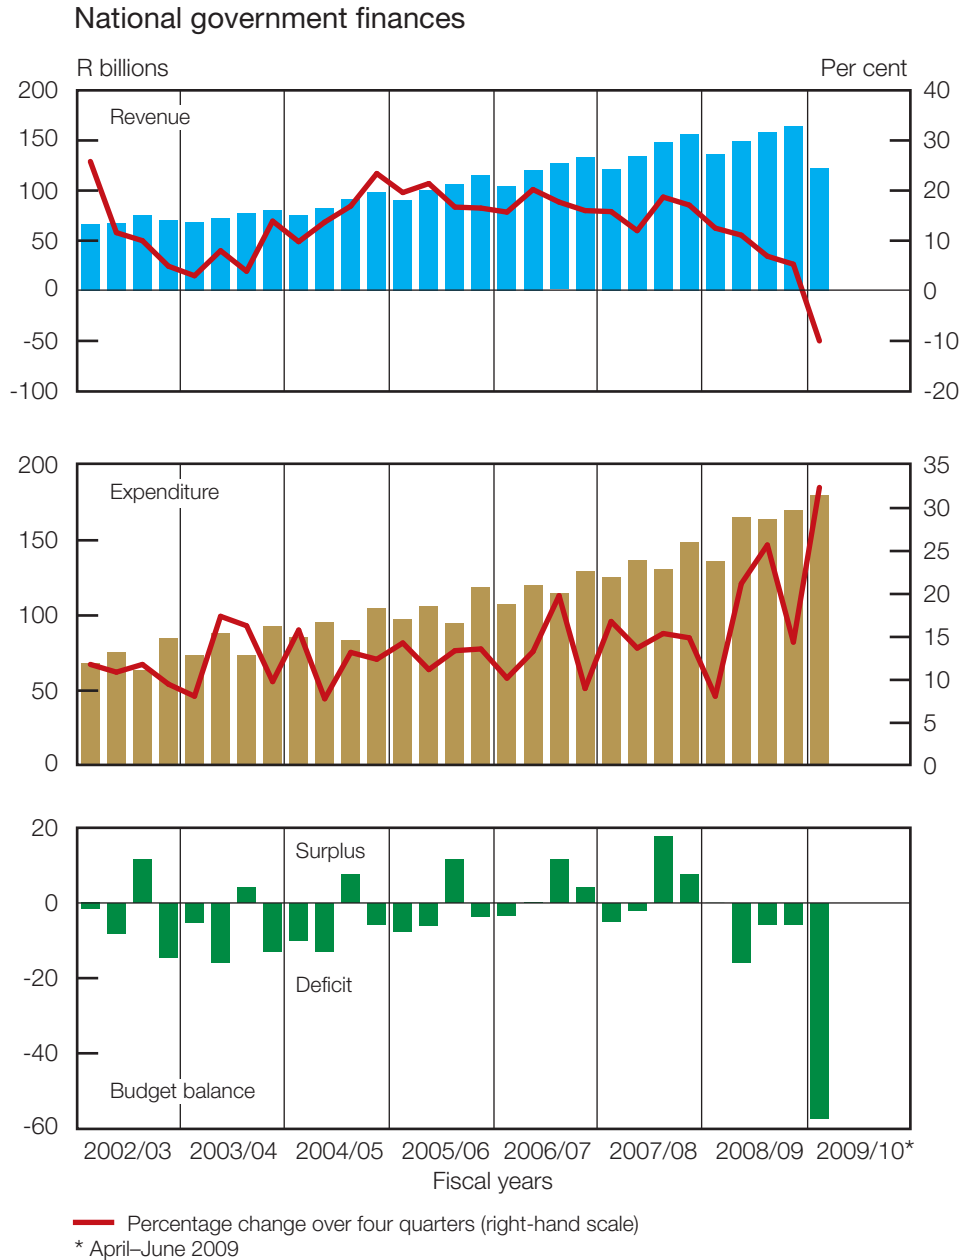 National government finances
R billions Per cent
200 40
Revenue
150 30
100 20
50 10
0 0
-50 -10
-100 -20
200 35
Expenditure
30
150
25
20
100
15
50 10
5
0 0
20
Surplus
0
-20
Deficit
-40
Budget balance
-60
2002/03 2003/04 2004/05 2005/06 2006/07 2007/08 2008/09 2009/10*
Fiscal years
Percentage change over four quarters (right-hand scale)
* April–June 2009